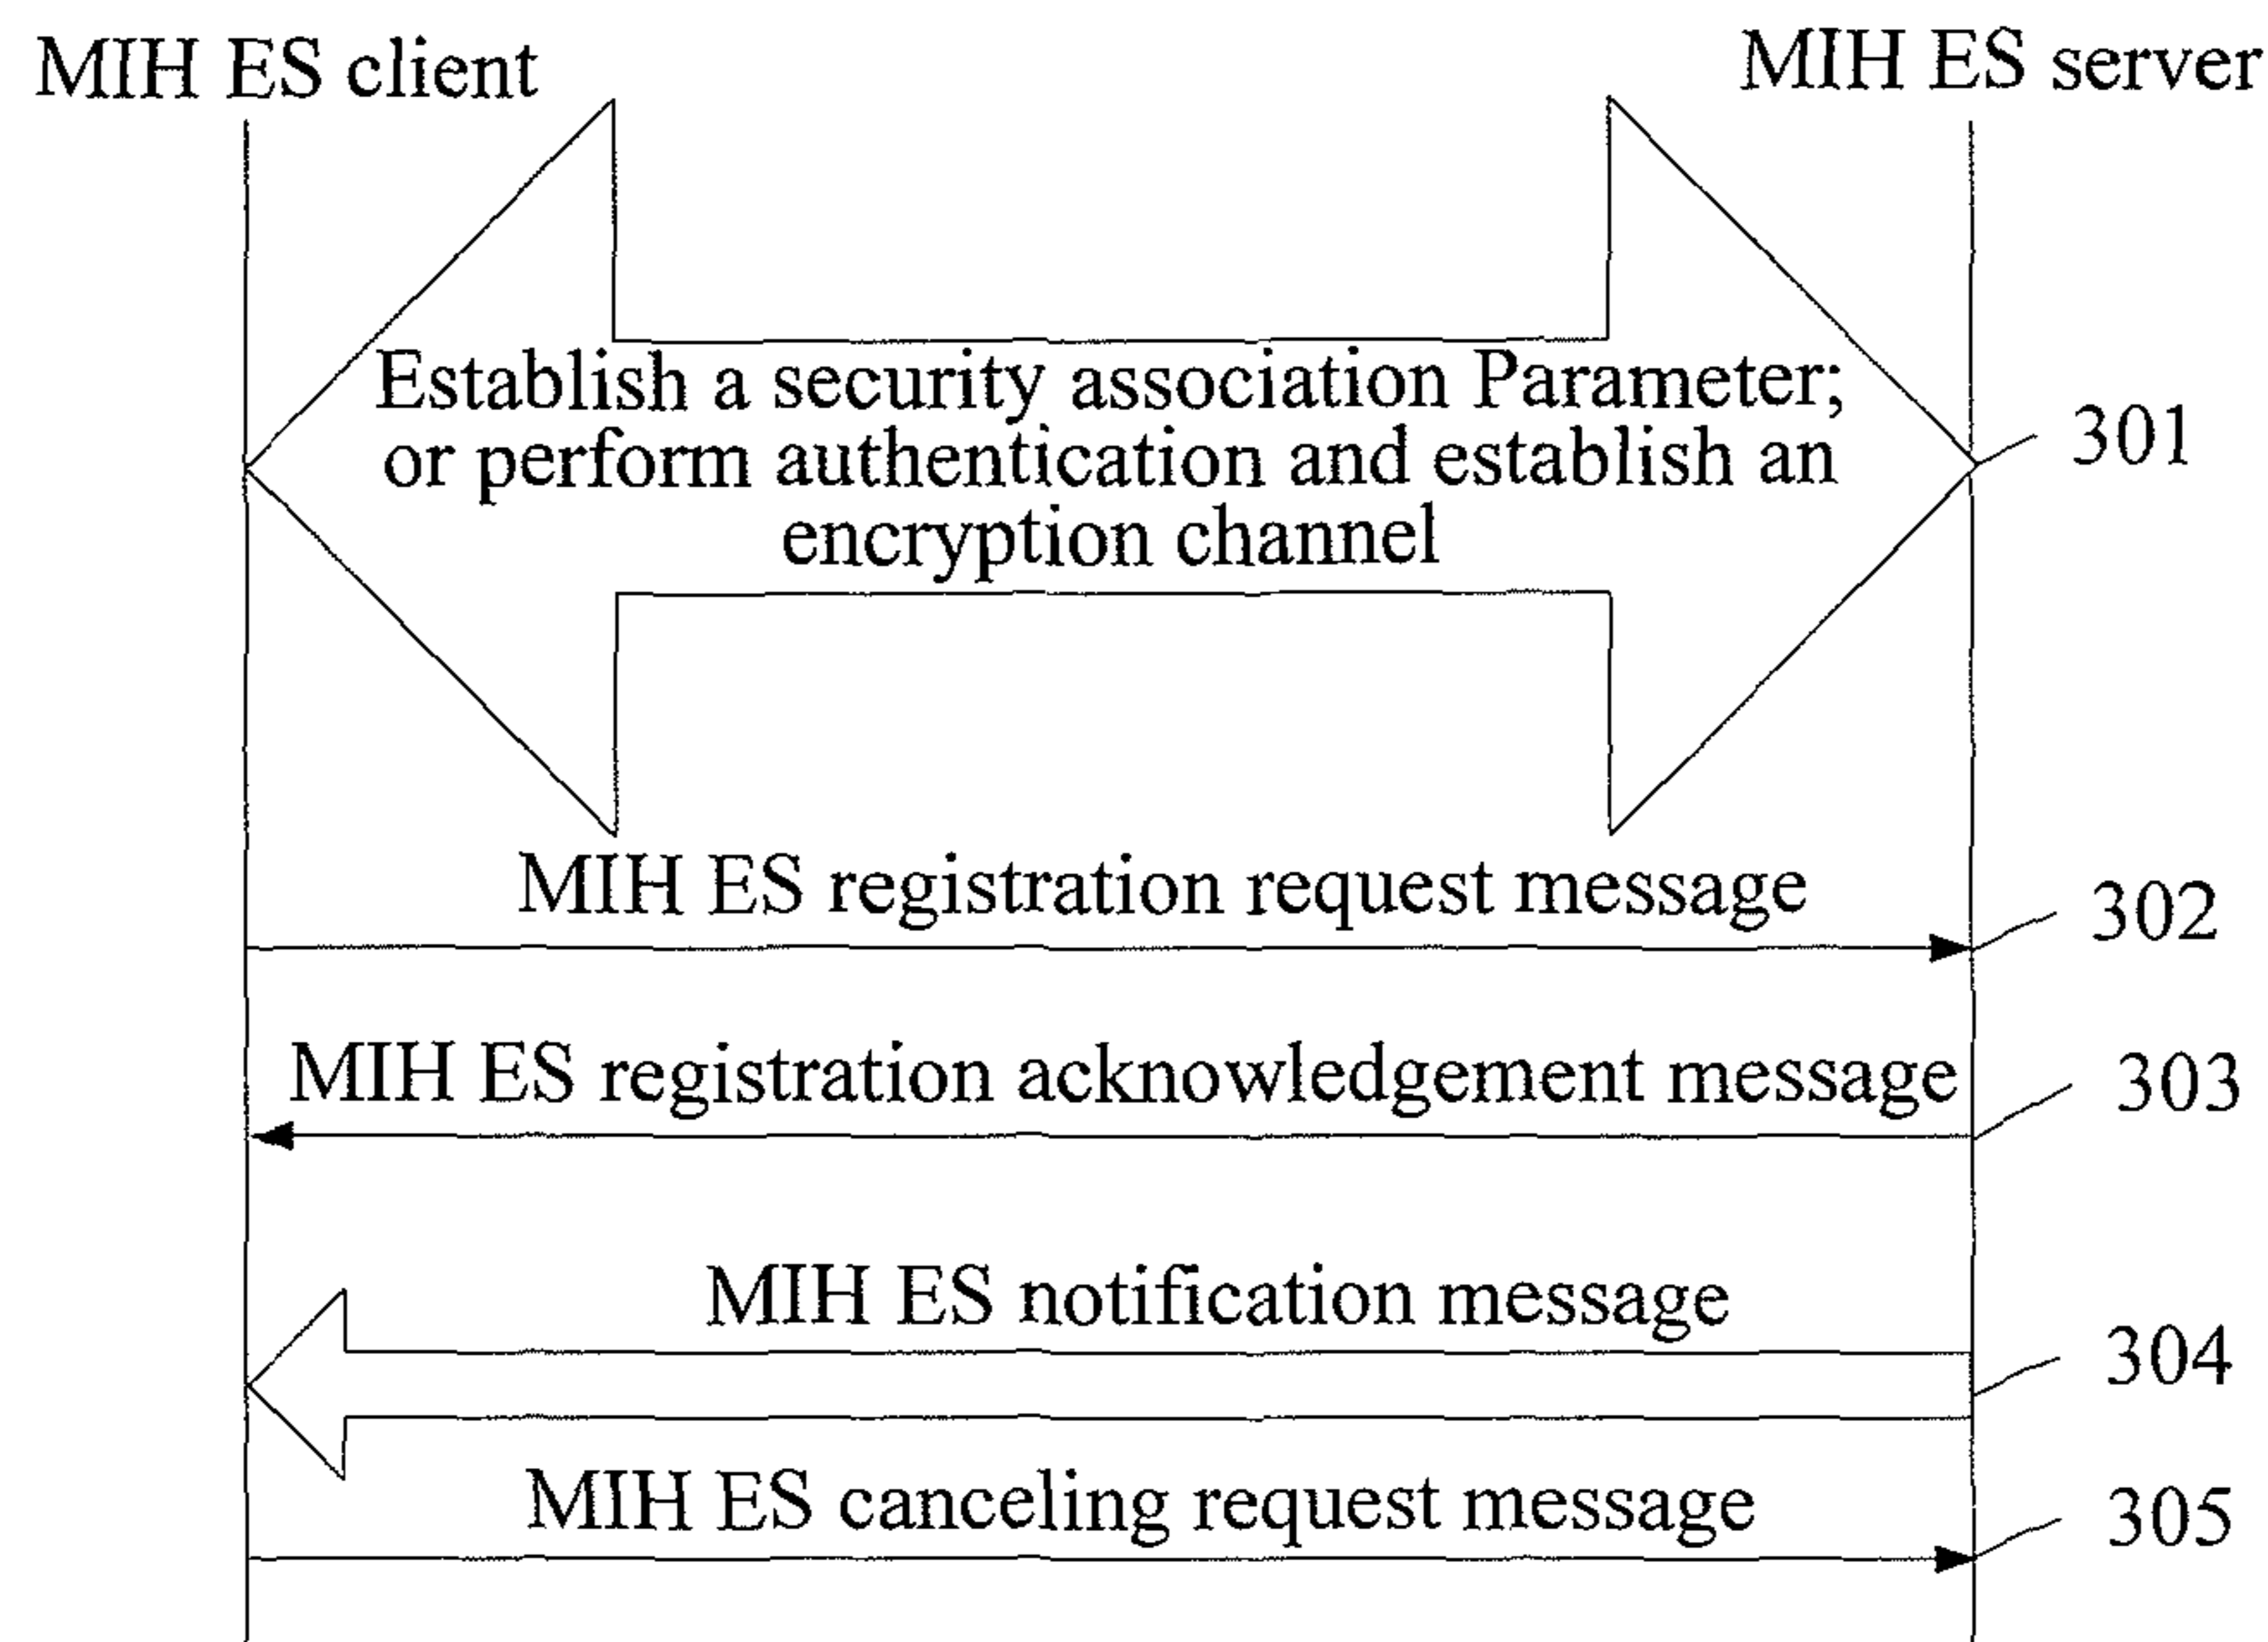 MIH ES client
MIH ES server
Establish a security association Parameter;
or perform authentication and establish an
encryption channel
301
MIH ES registration request message
302
MIH ES registration acknowledgement message
303
MIH ES notification message
304
MIH ES canceling request message
305